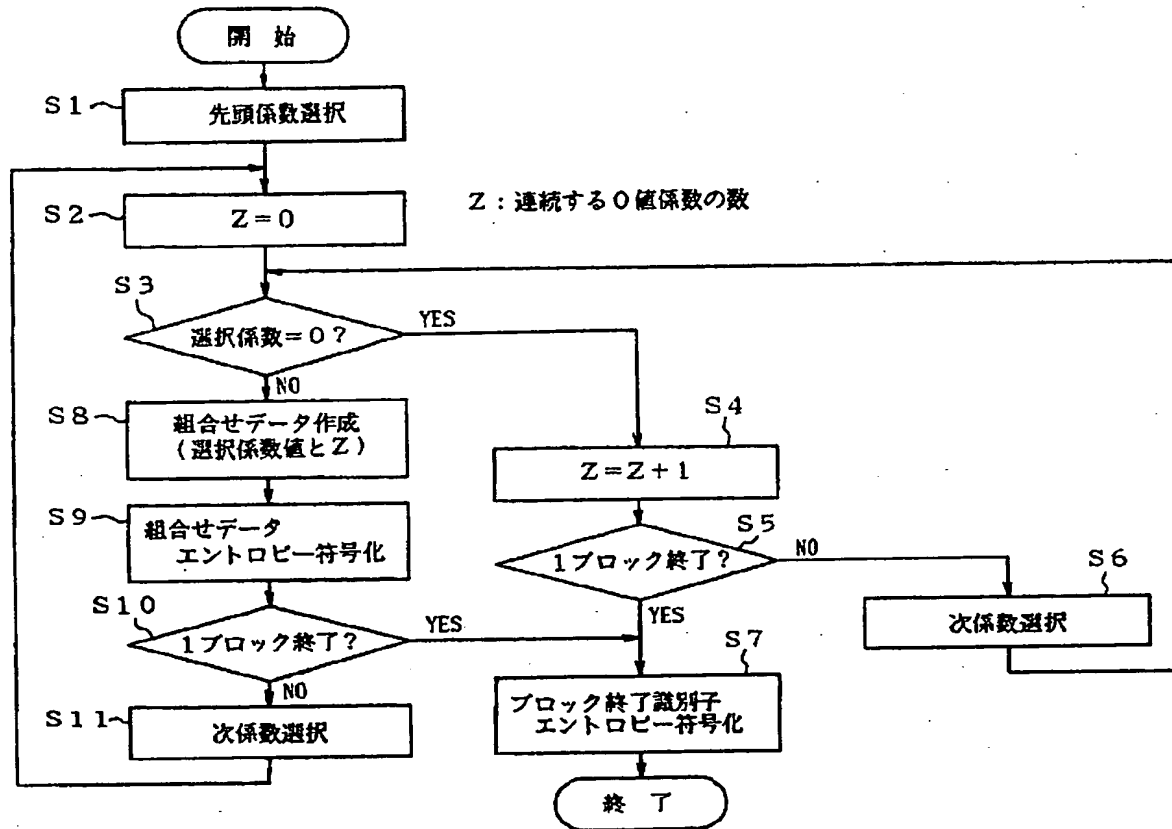 開 始
S1
先頭係数選択
S2
Z=0
Z:連続する0値係数の数
S3
選択係数=0?
YES
NO
S8
組合せデータ作成
(選択係数値とZ)
S4
Z=Z+1
S9
組合せデータ
エントロピー符号化
S5
1ブロック終了?
NO
YES
S6
次係数選択
S10
1ブロック終了?
YES
NO
S7
ブロック終了識別子
エントロピー符号化
S11
次係数選択
終 了